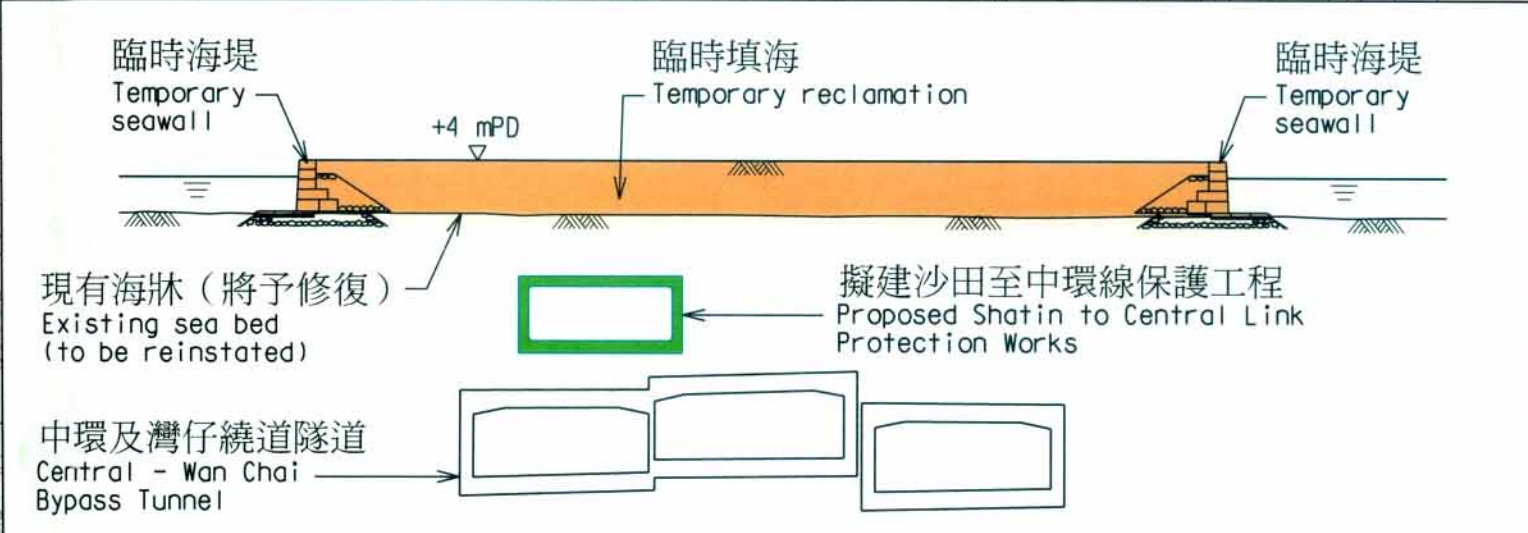 臨時海堤
Temporary
seawall
臨時填海
Temporary reclamation
臨時海堤
Temporary
seawall
+4 mPD
現有海牀（將予修復）
Existing sea bed
(to be reinstated)
擬建沙田至中環線保護工程
Proposed Shatin to Central Link
Protection Works
中環及灣仔繞道隧道
Central - Wan Chai
Bypass Tunnel